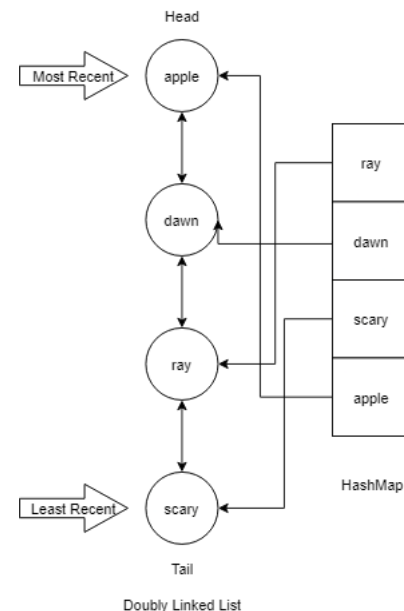 Head
Most Recent
apple
dawn
ray
Least Recent
scary
Tail
Doubly Linked List
ray
dawn
scary
apple
HashMap